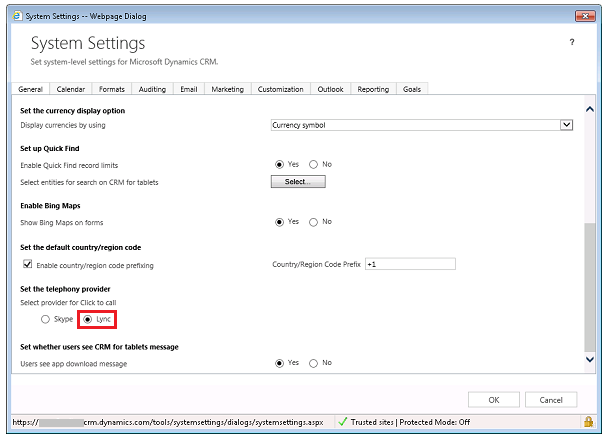 System Settings -- Webpage Dialog
System Settings
?
Set system-level settings for Microsoft Dynamics CRM.
General Calendar Formats Auditing Email Marketing Customization Outlook Reporting Goals
Set the currency display option
Display currencies by using Currency symbol
Set up Quick Find
Enable Quick Find record limits Yes No
Select entities for search on CRM for tablets Select...
Enable Bing Maps
Show Bing Maps on forms Yes No
Set the default country/region code
Enable country/region code prefixing Country/Region Code Prefix +1
Set the telephony provider
Select provider for Click to call
Skype Lync
Set whether users see CRM for tablets message
Users see app download message Yes No
OK Cancel
https:// crm.dynamics.com/tools/systemsettings/dialogs/systemsettings.aspx Trusted sites | Protected Mode: Off